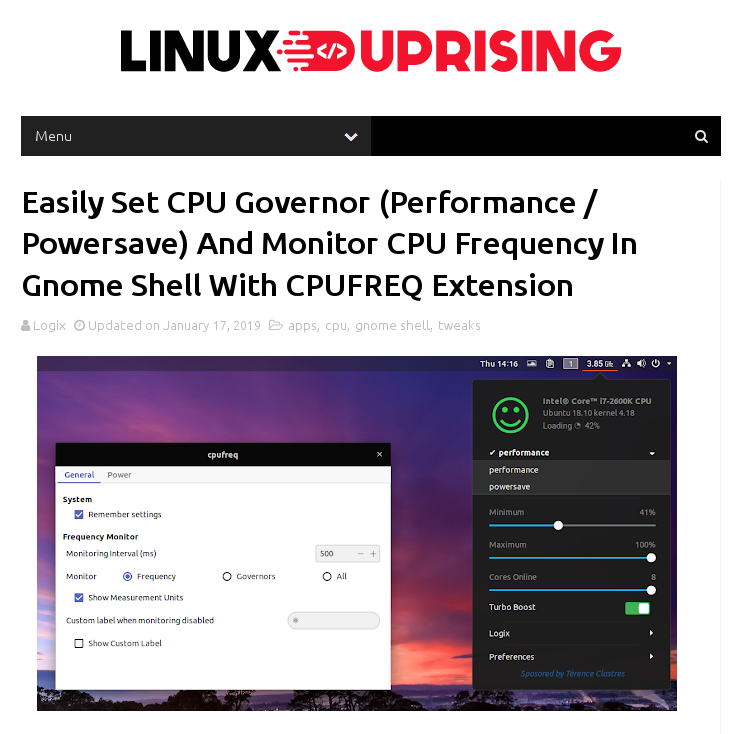 LINUX </> UPRISING
Menu
Easily Set CPU Governor (Performance /
Powersave) And Monitor CPU Frequency In
Gnome Shell With CPUFREQ Extension
Logix Updated on January 17, 2019 apps, cpu, gnome shell, tweaks
Thu 14:16 1 3.85 GHz
Intel® Core™ i7-2600K CPU
Ubuntu 18.10 kernel 4.18
Loading 42%
✔ performance
performance
powersave
Minimum 41%
Maximum 100%
Cores Online 8
Turbo Boost
Logix
Preferences
Sposored by Térence Clastres
cpufreq ×
General Power
System
Remember settings
Frequency Monitor
Monitoring Interval (ms) 500 − +
Monitor Frequency Governors All
Show Measurement Units
Custom label when monitoring disabled
Show Custom Label